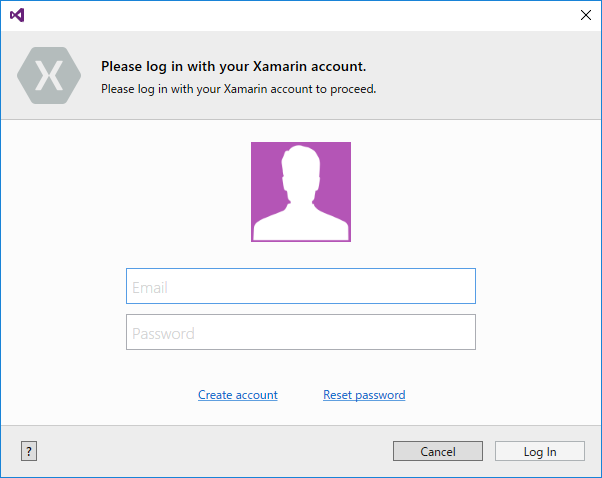 Please log in with your Xamarin account.
Please log in with your Xamarin account to proceed.
Email
Password
Create account Reset password
? Cancel Log In